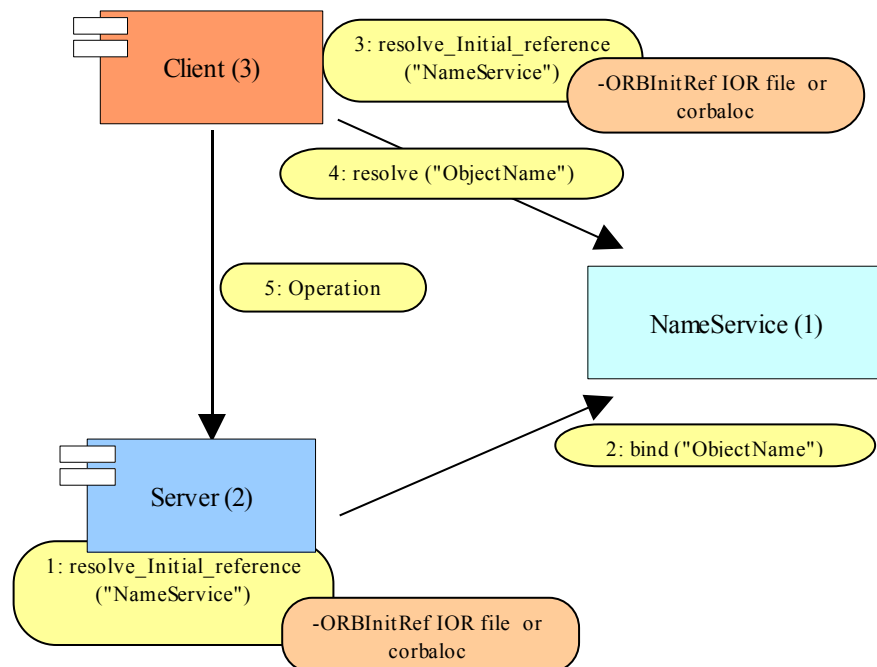 Client (3)
3: resolve_Initial_reference
("NameService")
-ORBInitRef IOR file or
corbaloc
4: resolve ("ObjectName")
5: Operation
NameService (1)
2: bind ("ObjectName")
Server (2)
1: resolve_Initial_reference
("NameService")
-ORBInitRef IOR file or
corbaloc